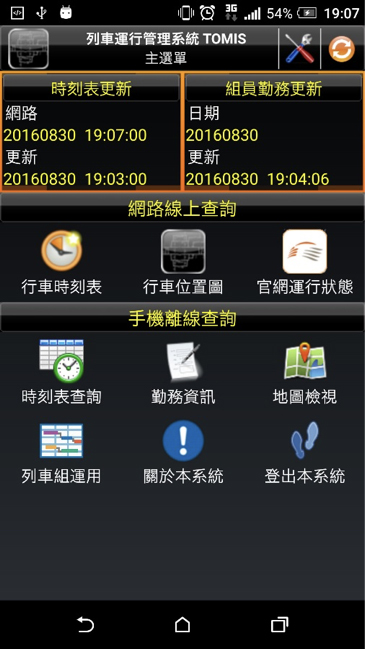 3G
54%
19:07
列車運行管理系統 TOMIS
主選單
時刻表更新
組員勤務更新
網路
日期
20160830 19:07:00
20160830
更新
更新
20160830 19:03:00
20160830 19:04:06
網路線上查詢
行車時刻表
行車位置圖
官網運行狀態
手機離線查詢
時刻表查詢
勤務資訊
地圖檢視
列車組運用
關於本系統
登出本系統